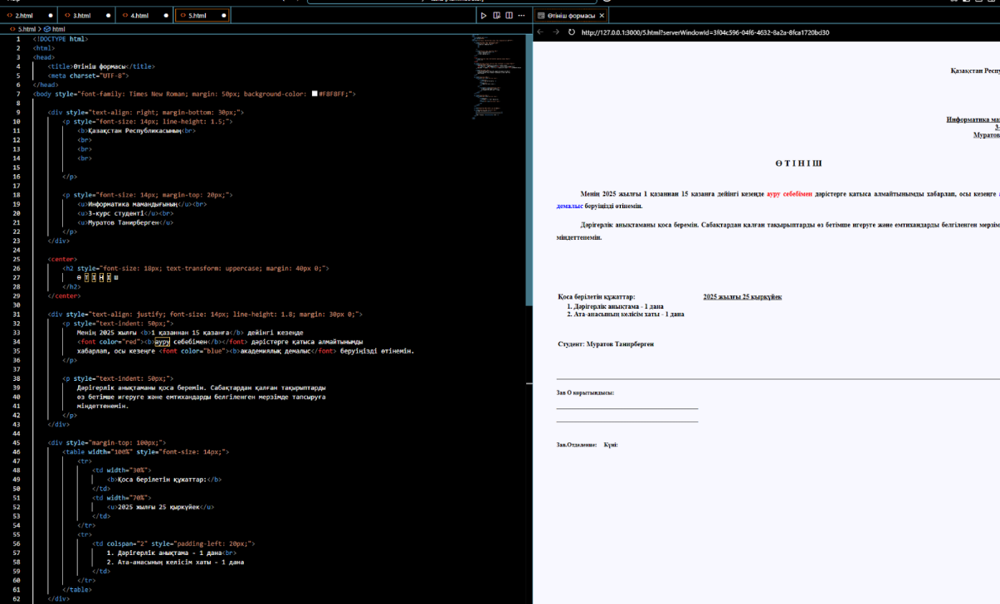 2.html
3.html
4.html
5.html
5.html > html
1 <!DOCTYPE html>
2 <html>
3 <head>
4 <title>Өтініш формасы</title>
5 <meta charset="UTF-8">
6 </head>
7 <body style="font-family: Times New Roman; margin: 50px; background-color: #F8F8FF;">
8
9 <div style="text-align: right; margin-bottom: 30px;">
10 <p style="font-size: 14px; line-height: 1.5;">
11 <b>Қазақстан Республикасының<br>
12 <br>
13 <br>
14 <br>
15
16 </p>
17
18 <p style="font-size: 14px; margin-top: 20px;">
19 <u>Информатика мамандығының</u><br>
20 <u>3-курс студенті</u><br>
21 <u>Муратов Танирберген</u>
22 </p>
23 </div>
24
25 <center>
26 <h2 style="font-size: 18px; text-transform: uppercase; margin: 40px 0;">
27 Ө Т І Н І Ш
28 </h2>
29 </center>
30
31 <div style="text-align: justify; font-size: 14px; line-height: 1.8; margin: 30px 0;">
32 <p style="text-indent: 50px;">
33 Менің 2025 жылғы <b>1 қазаннан 15 қазанға</b> дейінгі кезеңде
34 <font color="red"><b>ауру себебімен</b></font> дәрістерге қатыса алмайтынымды
35 хабарлап, осы кезеңге <font color="blue"><b>академиллық демалыс</font> беруіңізді өтінемін.
36 </p>
37
38 <p style="text-indent: 50px;">
39 Дәрігерлік анықтаманы қоса беремін. Сабақтардан қалған тақырыптарды
40 өз бетімше игеруге және емтихандарды белгіленген мерзімде тапсыруға
41 міндеттенемін.
42 </p>
43 </div>
44
45 <div style="margin-top: 100px;">
46 <table width="100%" style="font-size: 14px;">
47 <tr>
48 <td width="30%">
49 <b>Қоса берілетін құжаттар:</b>
50 </td>
51 <td width="70%">
52 <u>2025 жылғы 25 қыркүйек</u>
53 </td>
54 </tr>
55 <tr>
56 <td colspan="2" style="padding-left: 20px;">
57 1. Дәрігерлік анықтама - 1 дана<br>
58 2. Ата-анасының келісім хаты - 1 дана
59 </td>
60 </tr>
61 </table>
62 </div>
Өтініш формасы
http://127.0.0.1:3000/5.html?serverWindowId=3f04c596-04f6-4632-8a2a-8fca1720bd30
Қазақстан Респу
Информатика ма
3-
Муратов
Ө Т І Н І Ш
Менің 2025 жылғы 1 қазаннан 15 қазанға дейінгі кезеңде ауру себебімен дәрістерге қатыса алмайтынымды хабарлап, осы кезеңге
демалыс беруіңізді өтінемін.
Дәрігерлік анықтаманы қоса беремін. Сабақтардан қалған тақырыптарды өз бетімше игеруге және емтихандарды белгіленген мерзім
міндеттенемін.
Қоса берілетін құжаттар: 2025 жылғы 25 қыркүйек
1. Дәрігерлік анықтама - 1 дана
2. Ата-анасының келісім хаты - 1 дана
Студент: Муратов Танирберген
Зав О корытындысы:
Зав.Отделение: Күні: